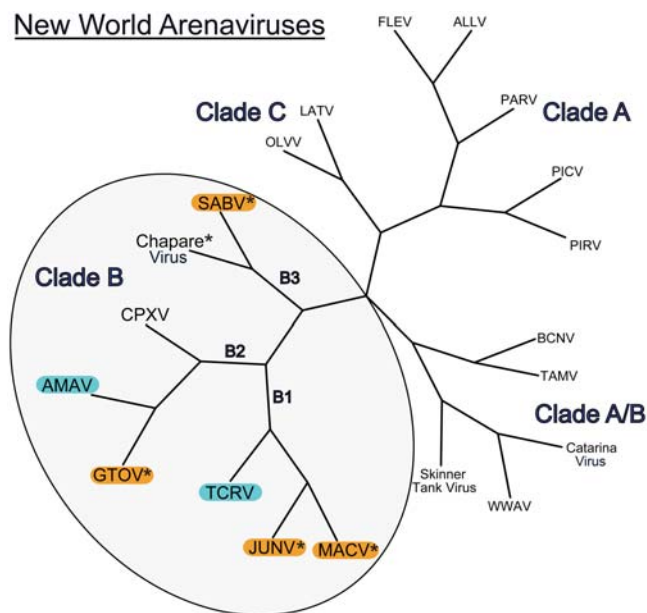 New World Arenaviruses
FLEV
ALLV
Clade C
LATV
PARV
Clade A
OLVV
PICV
SABV*
Chapare*
Virus
PIRV
B3
Clade B
CPXV
BCNV
B2
AMAV
TAMV
B1
Clade A/B
GTOV*
TCRV
Catarina
Virus
Skinner
Tank Virus
WWAV
JUNV*
MACV*